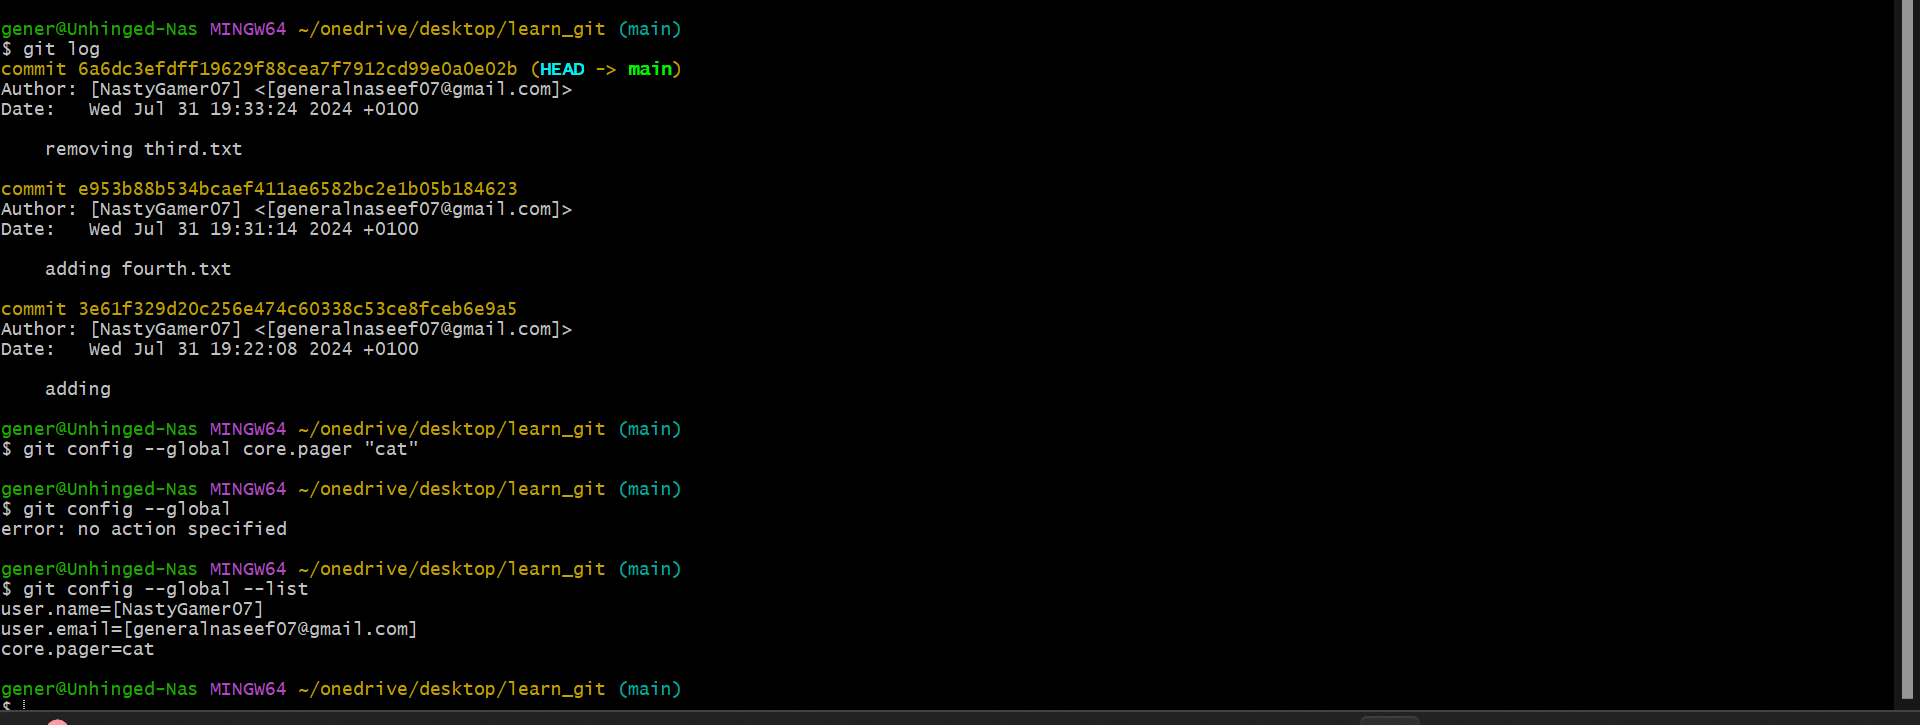 gener@Unhinged-Nas MINGW64 ~/onedrive/desktop/learn_git (main)
$ git log
commit 6a6dc3efdff19629f88cea7f7912cd99e0a0e02b (HEAD -> main)
Author: [NastyGamer07] <[generalnaseef07@gmail.com]>
Date:   Wed Jul 31 19:33:24 2024 +0100
    removing third.txt
commit e953b88b534bcaef411ae6582bc2e1b05b184623
Author: [NastyGamer07] <[generalnaseef07@gmail.com]>
Date:   Wed Jul 31 19:31:14 2024 +0100
    adding fourth.txt
commit 3e61f329d20c256e474c60338c53ce8fceb6e9a5
Author: [NastyGamer07] <[generalnaseef07@gmail.com]>
Date:   Wed Jul 31 19:22:08 2024 +0100
    adding
gener@Unhinged-Nas MINGW64 ~/onedrive/desktop/learn_git (main)
$ git config --global core.pager "cat"
gener@Unhinged-Nas MINGW64 ~/onedrive/desktop/learn_git (main)
$ git config --global
error: no action specified
gener@Unhinged-Nas MINGW64 ~/onedrive/desktop/learn_git (main)
$ git config --global --list
user.name=[NastyGamer07]
user.email=[generalnaseef07@gmail.com]
core.pager=cat
gener@Unhinged-Nas MINGW64 ~/onedrive/desktop/learn_git (main)
$